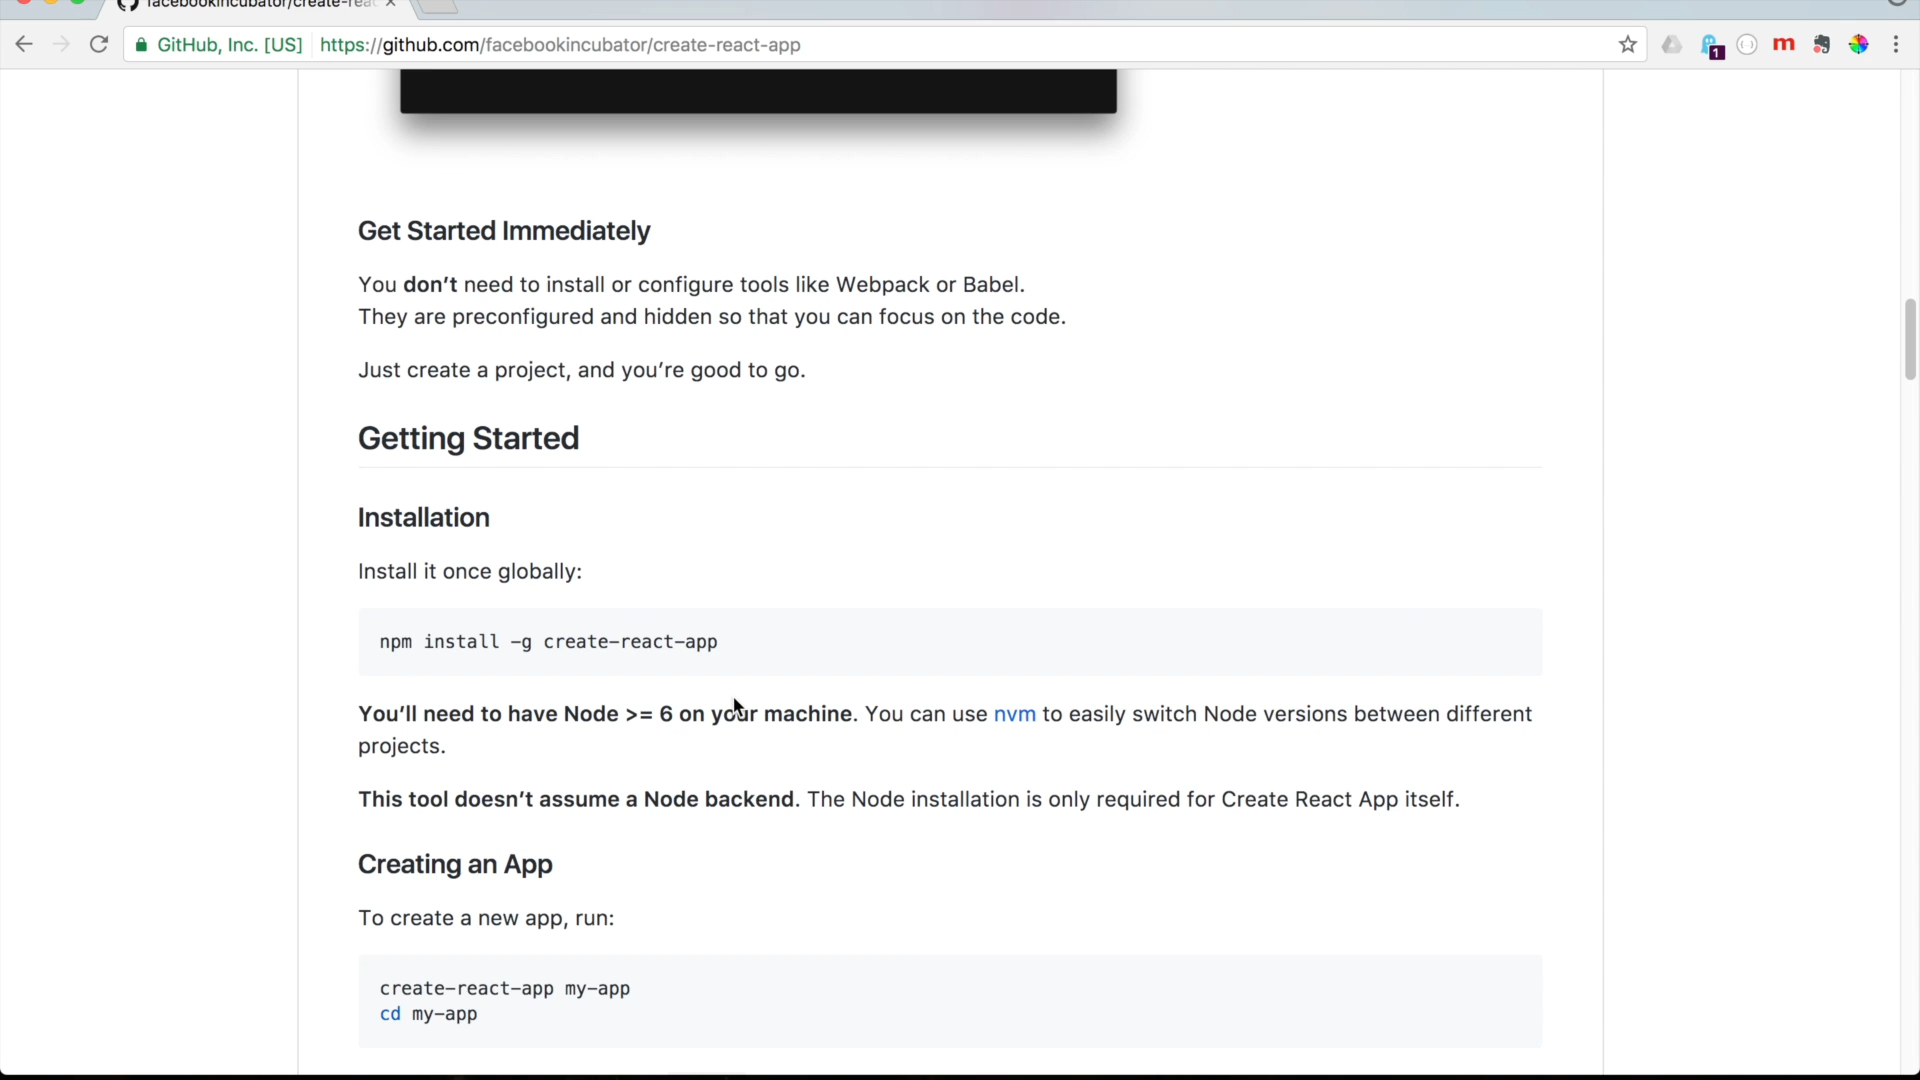 facebookincubator/create-reac
GitHub, Inc. [US] https://github.com/facebookincubator/create-react-app
1
m
Get Started Immediately
You don’t need to install or configure tools like Webpack or Babel.
They are preconfigured and hidden so that you can focus on the code.
Just create a project, and you’re good to go.
Getting Started
Installation
Install it once globally:
npm install -g create-react-app
You’ll need to have Node >= 6 on your machine. You can use nvm to easily switch Node versions between different
projects.
This tool doesn’t assume a Node backend. The Node installation is only required for Create React App itself.
Creating an App
To create a new app, run:
create-react-app my-app
cd my-app